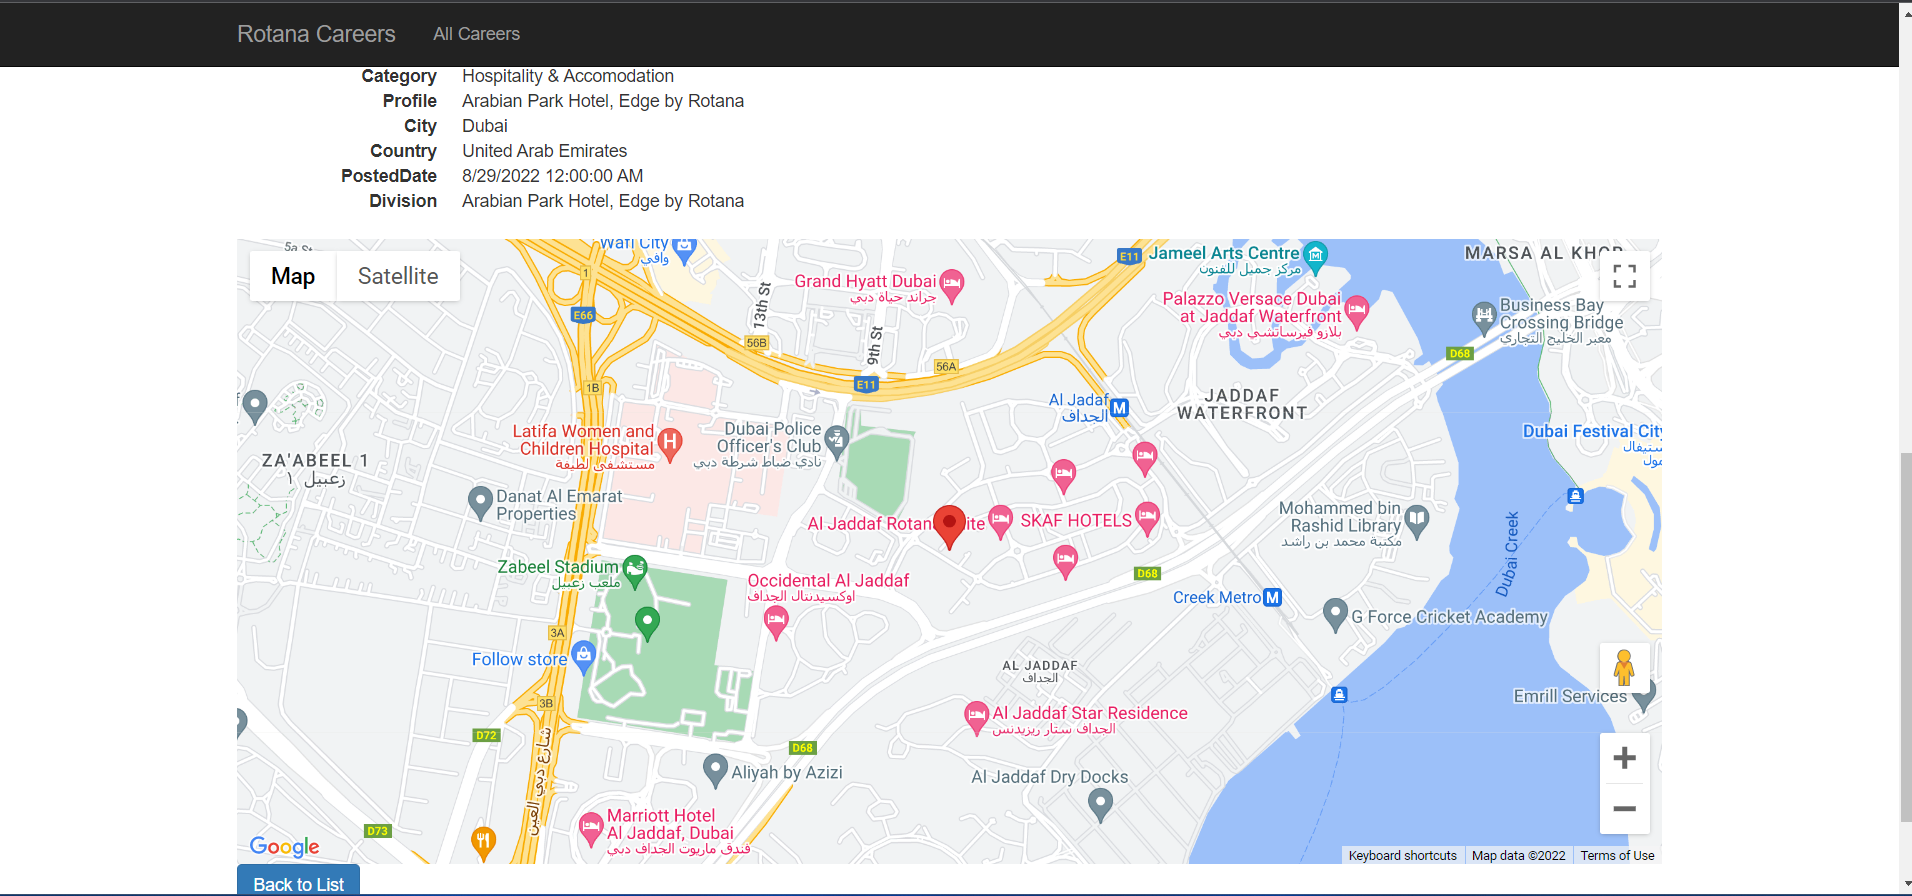 Rotana Careers All Careers
Category Hospitality & Accomodation
Profile Arabian Park Hotel, Edge by Rotana
City Dubai
Country United Arab Emirates
PostedDate 8/29/2022 12:00:00 AM
Division Arabian Park Hotel, Edge by Rotana
5a St
Map Satellite
Wafi City
وافي
1
E66
13th St
Grand Hyatt Dubai
جراند حياة دبي
9th St
56B
56A
E11
E11
1B
Jameel Arts Centre
مركز جميل للفنون
MARSA AL KHOR
Palazzo Versace Dubai
at Jaddaf Waterfront
بلازو فيرساتشي دبي
Business Bay
Crossing Bridge
معبر الخليج التجاري
D68
JADDAF
WATERFRONT
Al Jadaf
الجداف
Dubai Festival City
Latifa Women and
Children Hospital
مستشفى لطيفة
Dubai Police
Officer's Club
نادي ضباط شرطة دبي
ZA'ABEEL 1
زعبيل ١
Danat Al Emarat
Properties
Al Jaddaf Rotana
SKAF HOTELS
Mohammed bin
Rashid Library
مكتبة محمد بن راشد
Dubai Creek
Zabeel Stadium
ملعب زعبيل
Occidental Al Jaddaf
اوكسيدنتال الجداف
D68
Creek Metro
G Force Cricket Academy
3A
Follow store
AL JADDAF
الجداف
3B
Emrill Services
Al Jaddaf Star Residence
الجداف ستار ريزيدنس
D72
شارع دبي العين
D68
Aliyah by Azizi
Al Jaddaf Dry Docks
Marriott Hotel
Al Jaddaf, Dubai
فندق ماريوت الجداف دبي
D73
Google
Keyboard shortcuts Map data ©2022 Terms of Use
Back to List